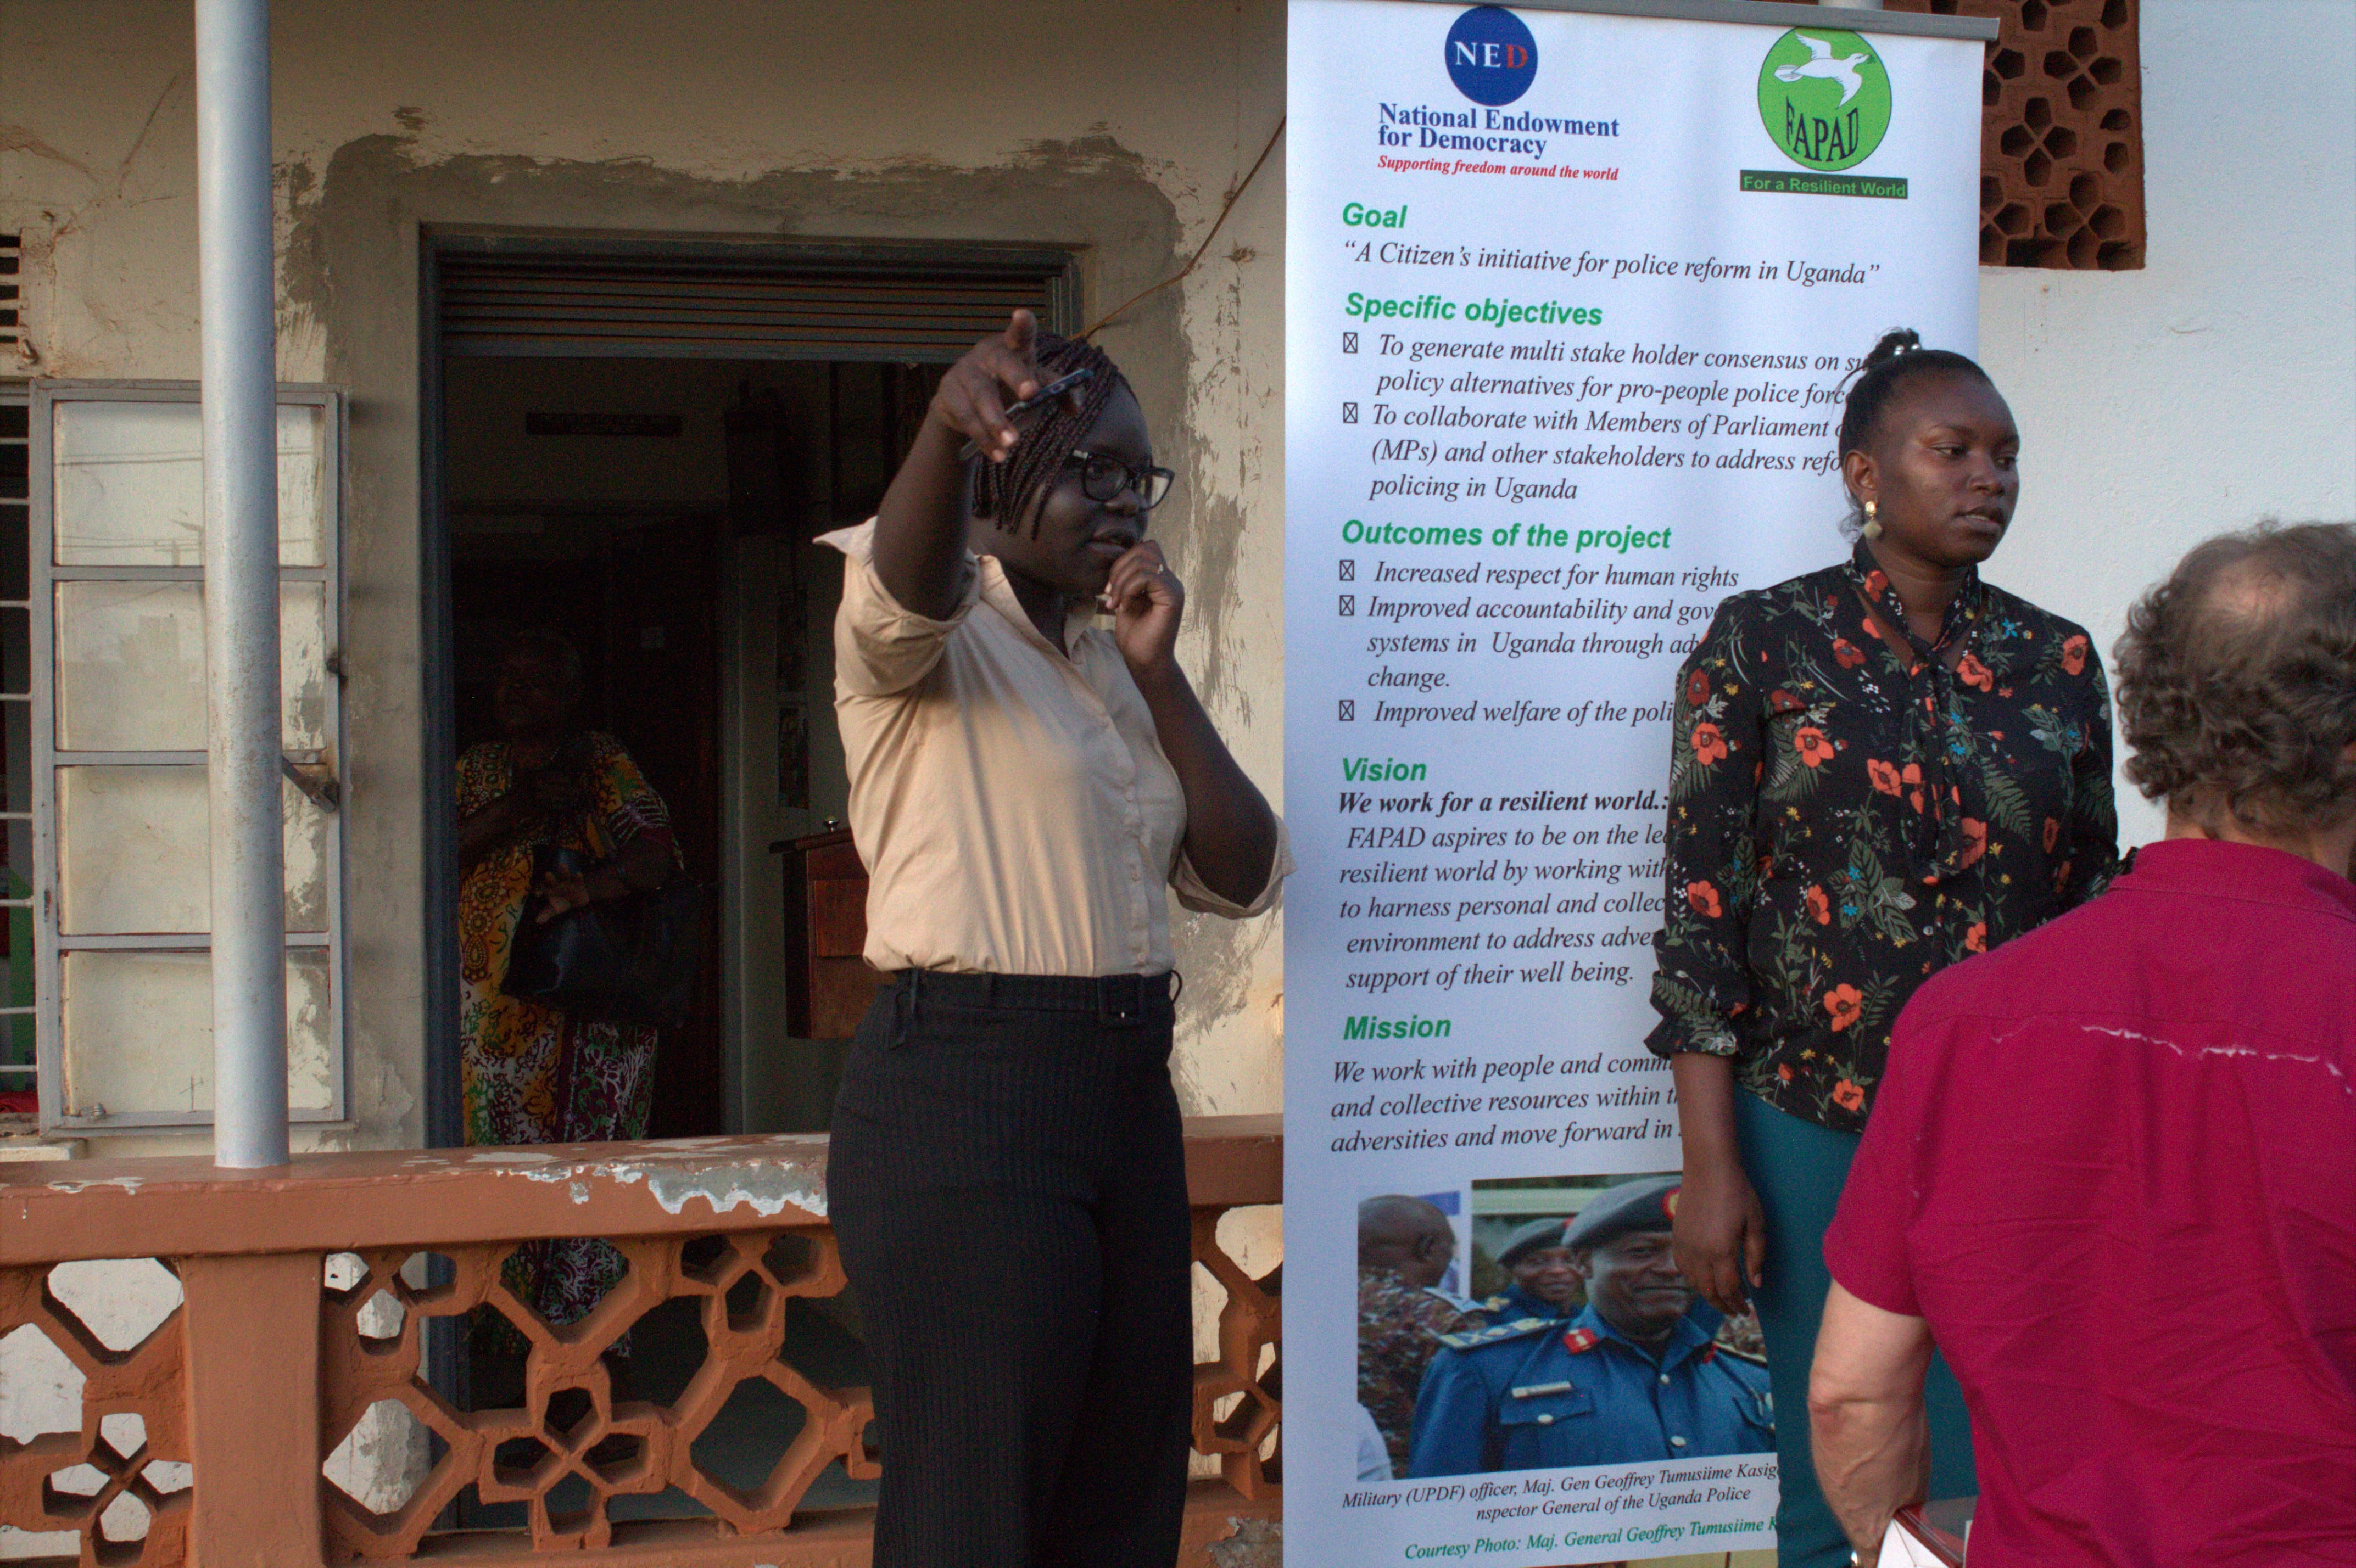 NED
National Endowment
for Democracy
Supporting freedom around the world
FAPAD
For a Resilient World
Goal
“A Citizen’s initiative for police reform in Uganda”
Specific objectives
To generate multi stake holder consensus on
policy alternatives for pro-people police
To collaborate with Members of Parliament
(MPs) and other stakeholders to address
policing in Uganda
Outcomes of the project
Increased respect for human rights
Improved accountability and
systems in Uganda through
change.
Improved welfare of the
Vision
We work for a resilient world.:
FAPAD aspires to be on the
resilient world by working with
to harness personal and
environment to address
support of their well being.
Mission
We work with people and
and collective resources within
adversities and move forward in
Military (UPDF) officer, Maj. Gen Geoffrey Tumusiime
nspector General of the Uganda Police
Courtesy Photo: Maj. General Geoffrey Tumusiime